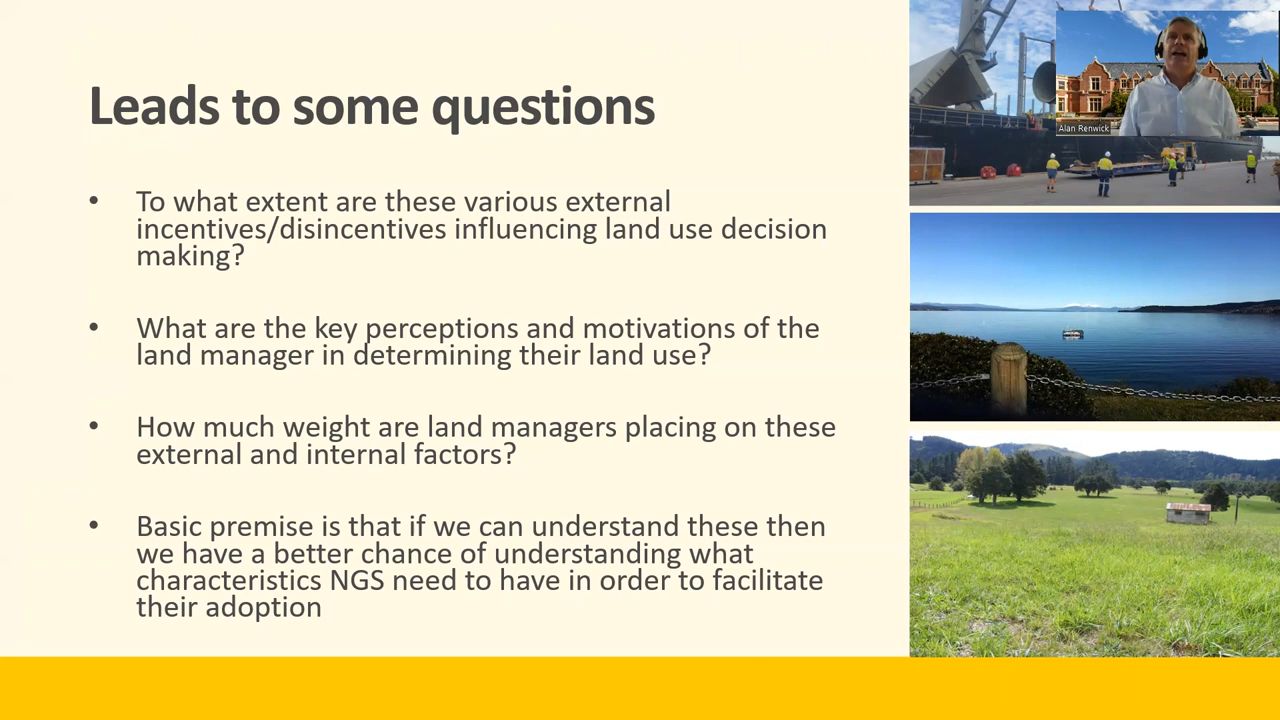 Leads to some questions
• To what extent are these various external
incentives/disincentives influencing land use decision
making?
• What are the key perceptions and motivations of the
land manager in determining their land use?
• How much weight are land managers placing on these
external and internal factors?
• Basic premise is that if we can understand these then
we have a better chance of understanding what
characteristics NGS need to have in order to facilitate
their adoption
Alan Renwick